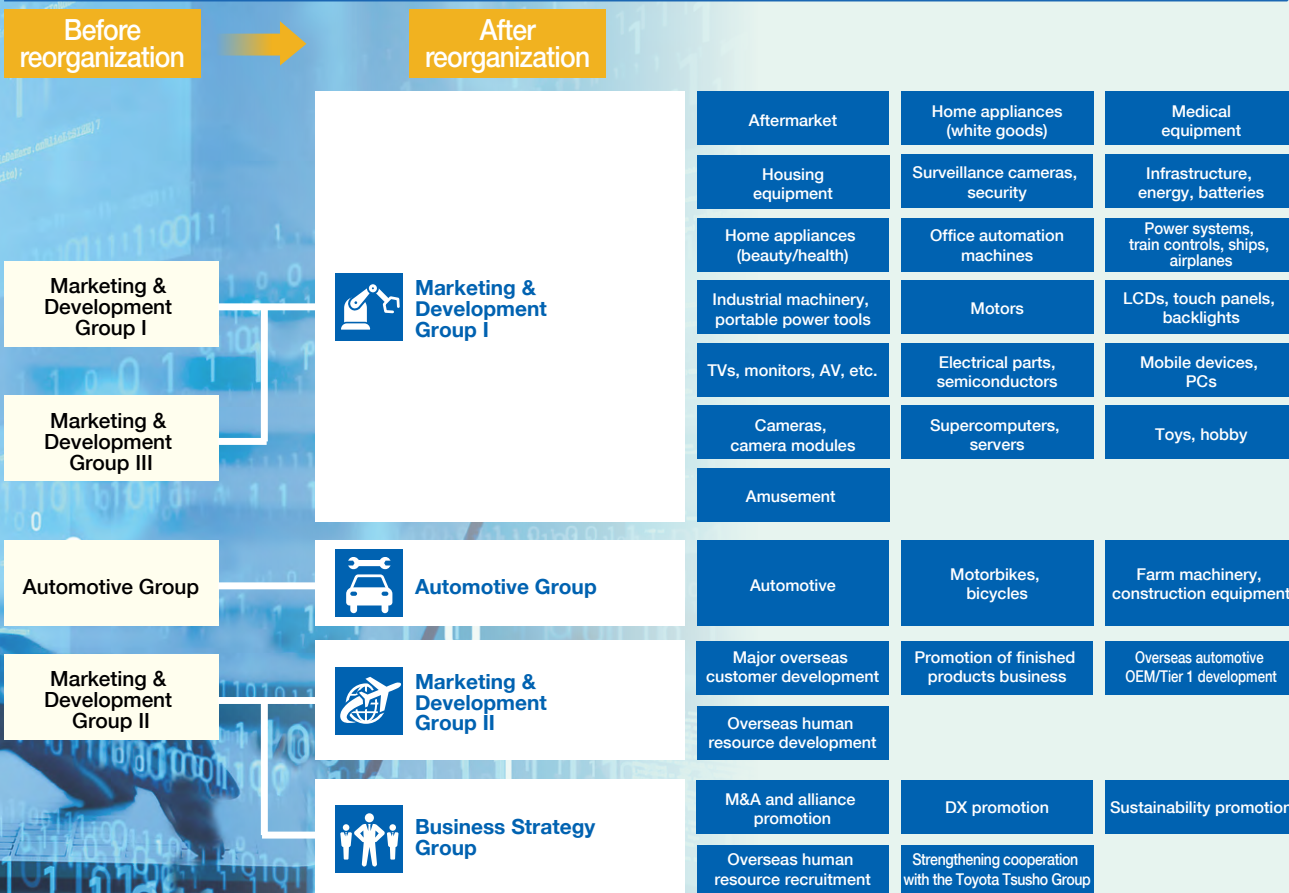 Before
reorganization
After
reorganization
Marketing &
Development
Group I
Marketing &
Development
Group III
Automotive Group
Marketing &
Development
Group II
Marketing &
Development
Group I
Aftermarket
Home appliances
(white goods)
Medical
equipment
Housing
equipment
Surveillance cameras,
security
Infrastructure,
energy, batteries
Home appliances
(beauty/health)
Office automation
machines
Power systems,
train controls, ships,
airplanes
Industrial machinery,
portable power tools
Motors
LCDs, touch panels,
backlights
TVs, monitors, AV, etc.
Electrical parts,
semiconductors
Mobile devices,
PCs
Cameras,
camera modules
Supercomputers,
servers
Toys, hobby
Amusement
Automotive Group
Automotive
Motorbikes,
bicycles
Farm machinery,
construction equipment
Marketing &
Development
Group II
Major overseas
customer development
Promotion of finished
products business
Overseas automotive
OEM/Tier 1 development
Overseas human
resource development
Business Strategy
Group
M&A and alliance
promotion
DX promotion
Sustainability promotion
Overseas human
resource recruitment
Strengthening cooperation
with the Toyota Tsusho Group